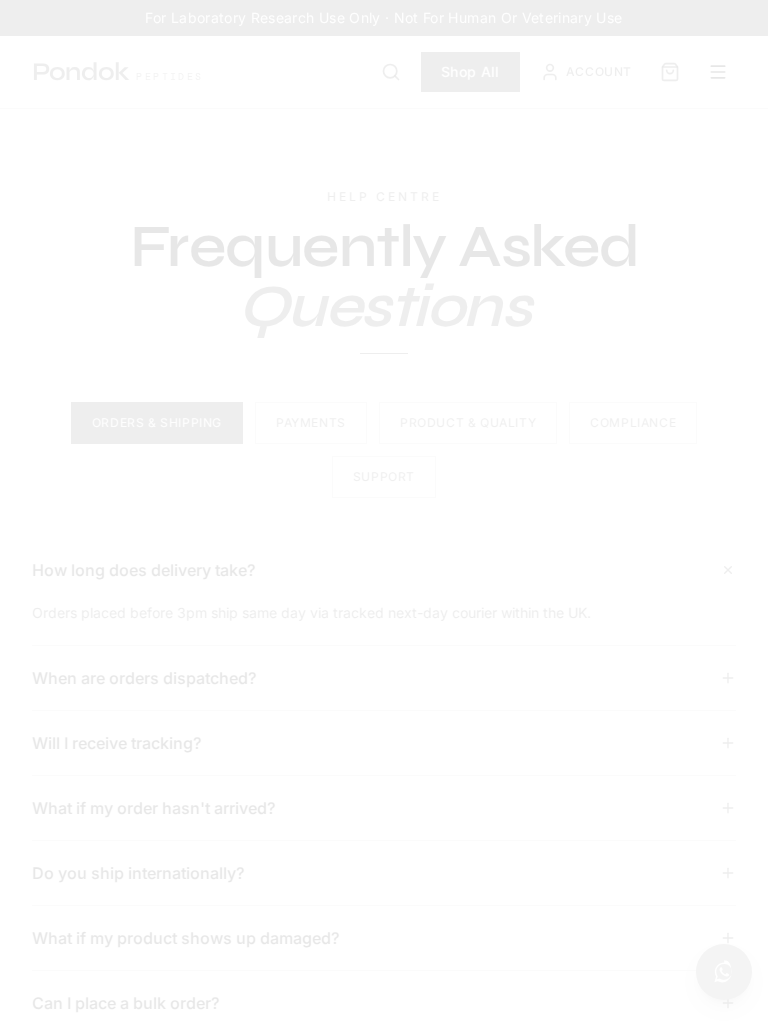 For Laboratory Research Use Only · Not For Human Or Veterinary Use
Pondok PEPTIDES
Shop All
ACCOUNT
HELP CENTRE
Frequently Asked
Questions
ORDERS & SHIPPING
PAYMENTS
PRODUCT & QUALITY
COMPLIANCE
SUPPORT
How long does delivery take?
Orders placed before 3pm ship same day via tracked next-day courier within the UK.
When are orders dispatched?
Will I receive tracking?
What if my order hasn't arrived?
Do you ship internationally?
What if my product shows up damaged?
Can I place a bulk order?